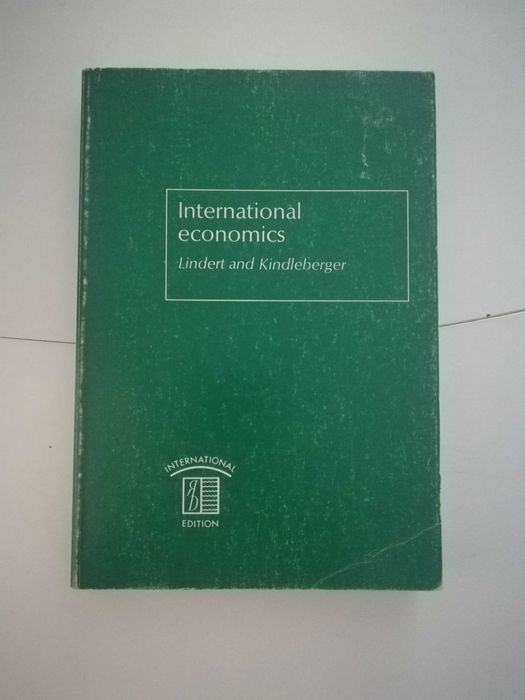 International
economics
Lindert and Kindleberger
INTERNATIONAL
EDITION